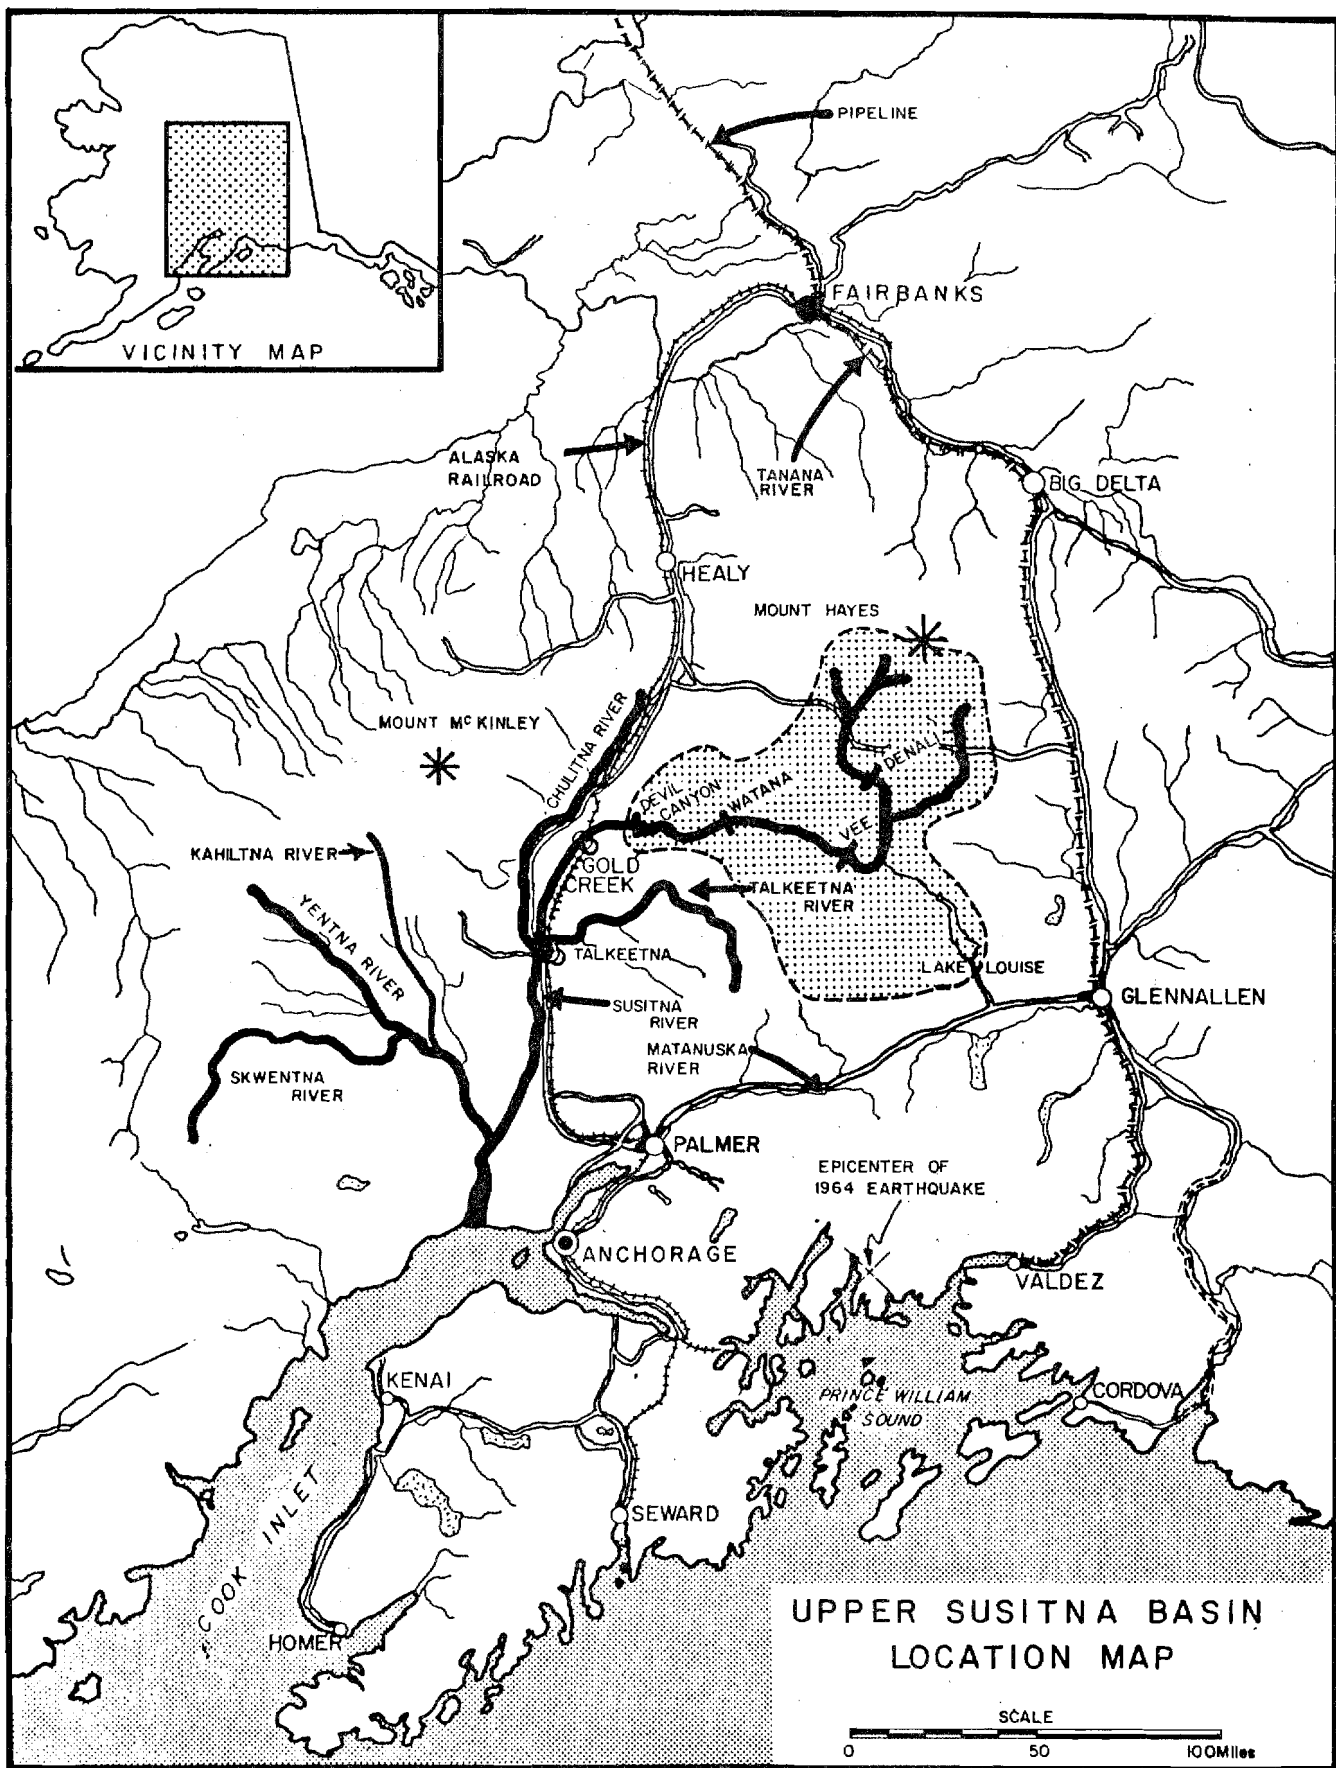 VICINITY MAP
PIPELINE
FAIRBANKS
ALASKA
RAILROAD
TANANA
RIVER
BIG DELTA
HEALY
MOUNT HAYES
MOUNT McKINLEY
CHULITNA RIVER
DENALI
DEVIL
CANYON
WATANA
VEE
KAHILTNA RIVER
GOLD
CREEK
TALKEETNA
RIVER
YENTNA RIVER
TALKEETNA
LAKE LOUISE
GLENNALLEN
SUSITNA
RIVER
MATANUSKA
RIVER
SKWENTNA
RIVER
PALMER
EPICENTER OF
1964 EARTHQUAKE
ANCHORAGE
VALDEZ
KENAI
PRINCE WILLIAM
SOUND
CORDOVA
COOK INLET
SEWARD
HOMER
UPPER SUSITNA BASIN
LOCATION MAP
SCALE
0 50 100Miles